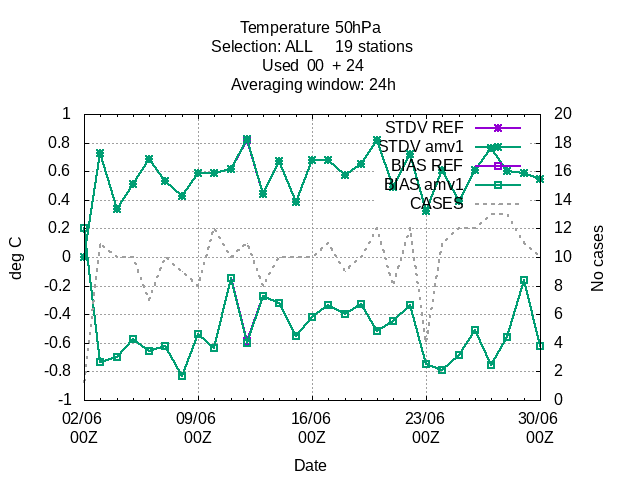 Temperature 50hPa
Selection: ALL 19 stations
Used 00 + 24
Averaging window: 24h
STDV REF
STDV amv1
BIAS REF
BIAS amv1
CASES
1
0.8
0.6
0.4
0.2
0
-0.2
-0.4
-0.6
-0.8
-1
deg C
20
18
16
14
12
10
8
6
4
2
0
No cases
02/06 09/06 16/06 23/06 30/06
00Z 00Z 00Z 00Z 00Z
Date